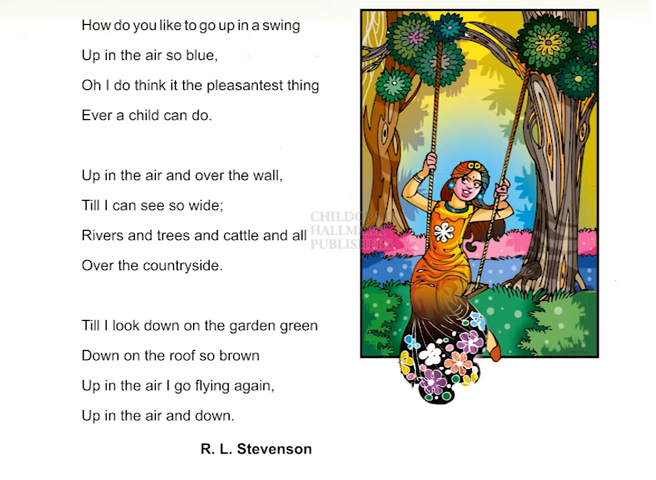 How do you like to go up in a swing
Up in the air so blue,
Oh I do think it the pleasantest thing
Ever a child can do.
Up in the air and over the wall,
Till I can see so wide;
Rivers and trees and cattle and all
Over the countryside.
Till I look down on the garden green
Down on the roof so brown
Up in the air I go flying again,
Up in the air and down.
R. L. Stevenson